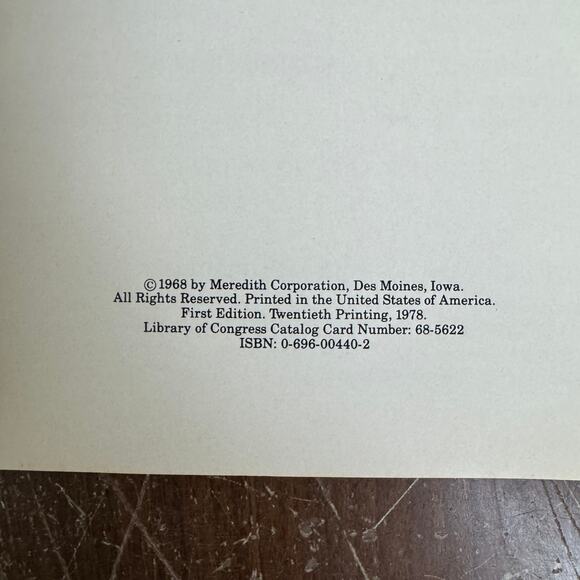 ©1968 by Meredith Corporation, Des Moines, Iowa.
All Rights Reserved. Printed in the United States of America.
First Edition. Twentieth Printing, 1978.
Library of Congress Catalog Card Number: 68-5622
ISBN: 0-696-00440-2